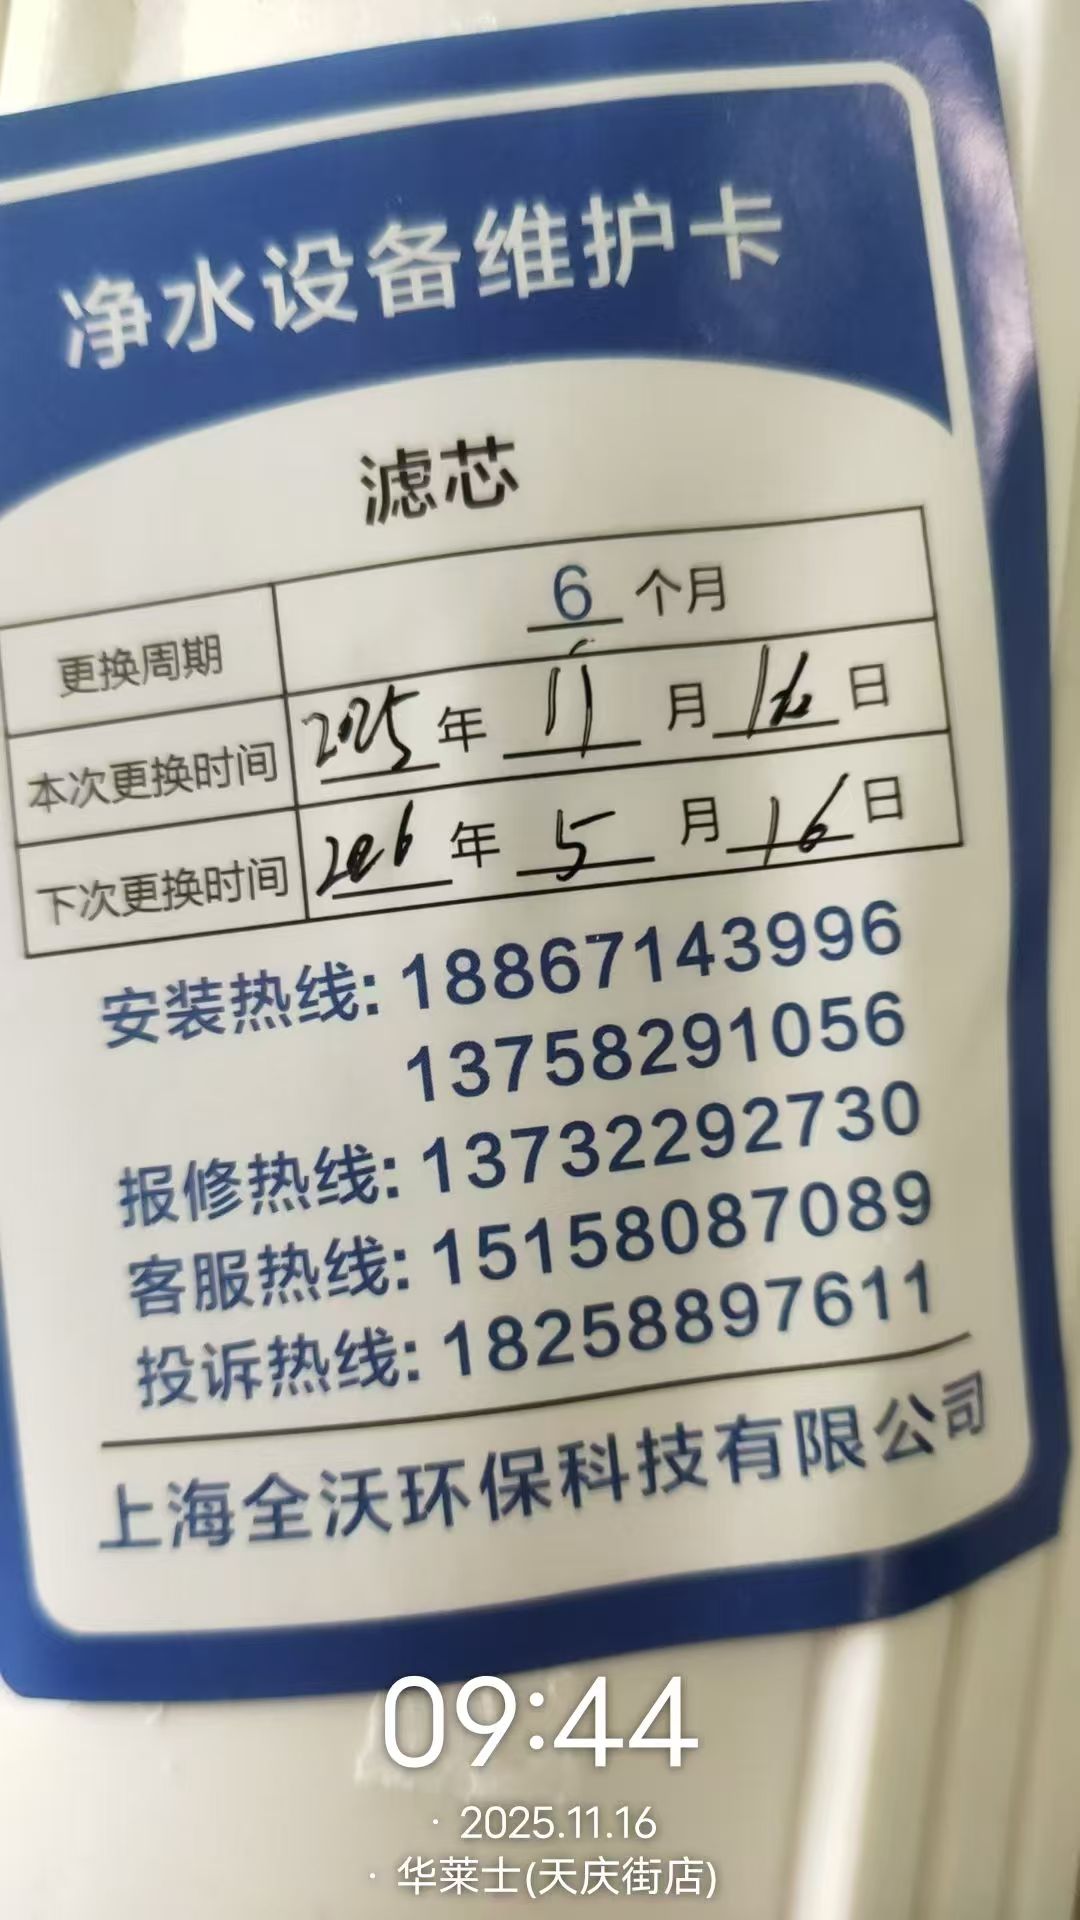 净水设备维护卡
滤芯
更换周期 6 个月
本次更换时间 2025 年 11 月 16 日
下次更换时间 2026 年 5 月 16 日
安装热线: 18867143996
13758291056
报修热线: 13732292730
客服热线: 15158087089
投诉热线: 18258897611
上海全沃环保科技有限公司
09:44
· 2025.11.16
· 华莱士(天庆街店)